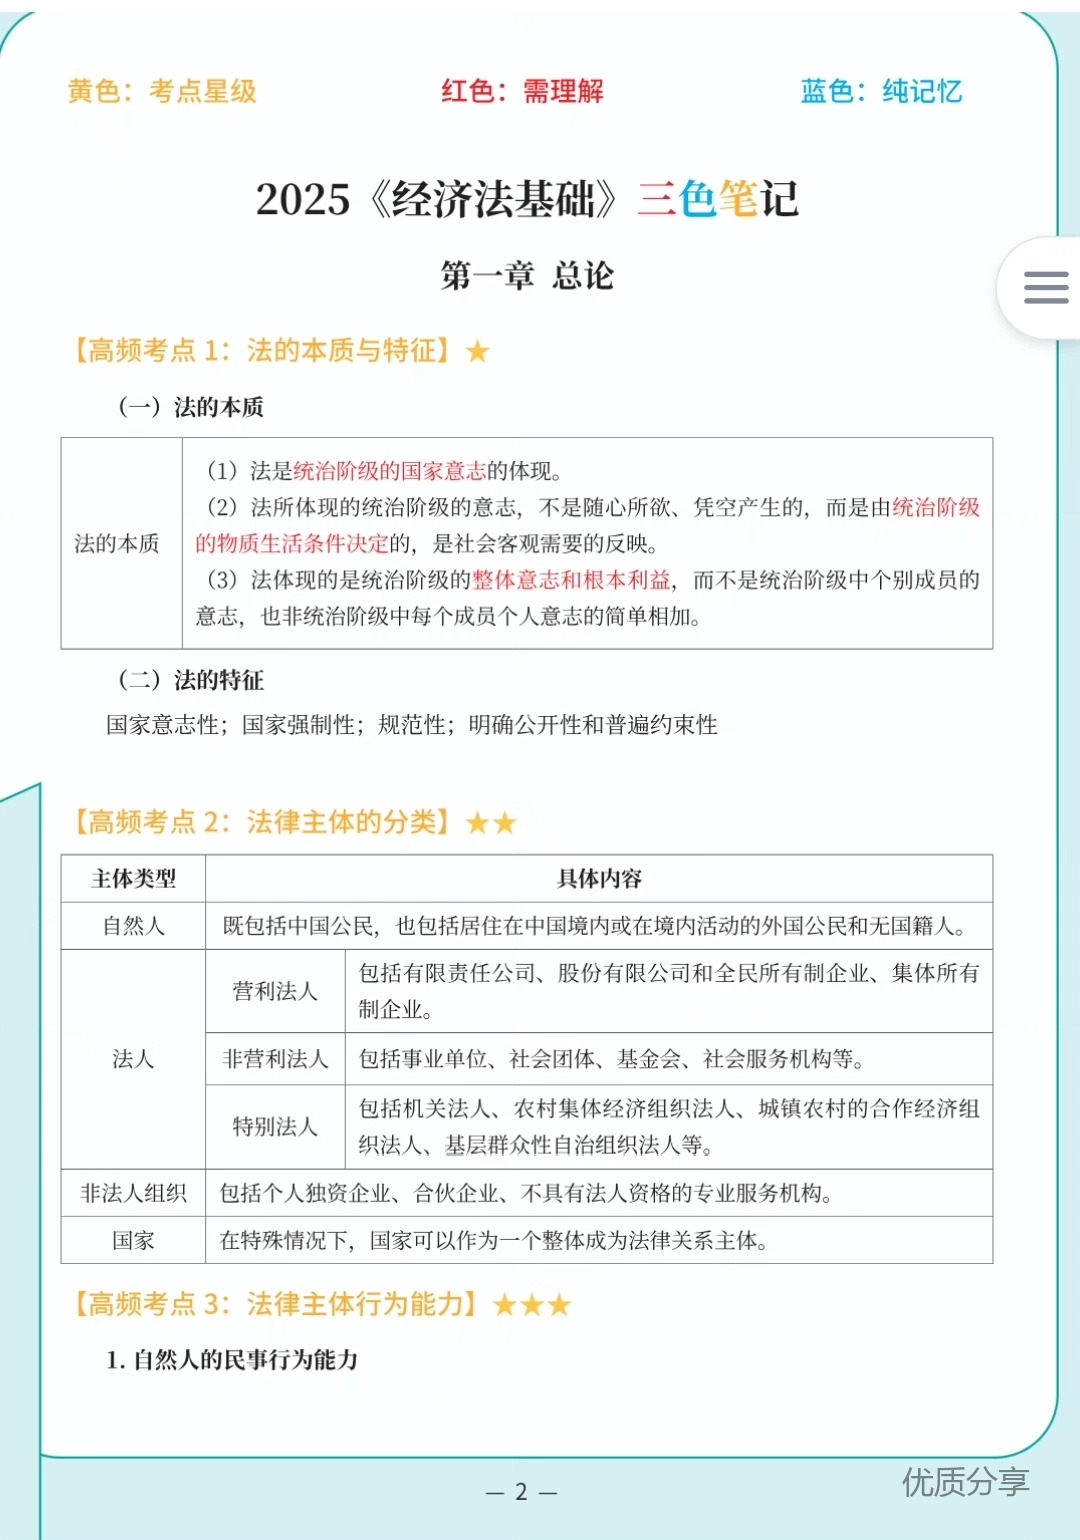 黄色：考点星级 红色：需理解 蓝色：纯记忆
2025《经济法基础》三色笔记
第一章 总论
【高频考点 1：法的本质与特征】★
（一）法的本质
法的本质
（1）法是统治阶级的国家意志的体现。
（2）法所体现的统治阶级的意志，不是随心所欲、凭空产生的，而是由统治阶级
的物质生活条件决定的，是社会客观需要的反映。
（3）法体现的是统治阶级的整体意志和根本利益，而不是统治阶级中个别成员的
意志，也非统治阶级中每个成员个人意志的简单相加。
（二）法的特征
国家意志性；国家强制性；规范性；明确公开性和普遍约束性
【高频考点 2：法律主体的分类】★★
主体类型 具体内容
自然人 既包括中国公民，也包括居住在中国境内或在境内活动的外国公民和无国籍人。
法人
营利法人
包括有限责任公司、股份有限公司和全民所有制企业、集体所有
制企业。
非营利法人 包括事业单位、社会团体、基金会、社会服务机构等。
特别法人
包括机关法人、农村集体经济组织法人、城镇农村的合作经济组
织法人、基层群众性自治组织法人等。
非法人组织 包括个人独资企业、合伙企业、不具有法人资格的专业服务机构。
国家 在特殊情况下，国家可以作为一个整体成为法律关系主体。
【高频考点 3：法律主体行为能力】★★★
1. 自然人的民事行为能力
— 2 —
优质分享